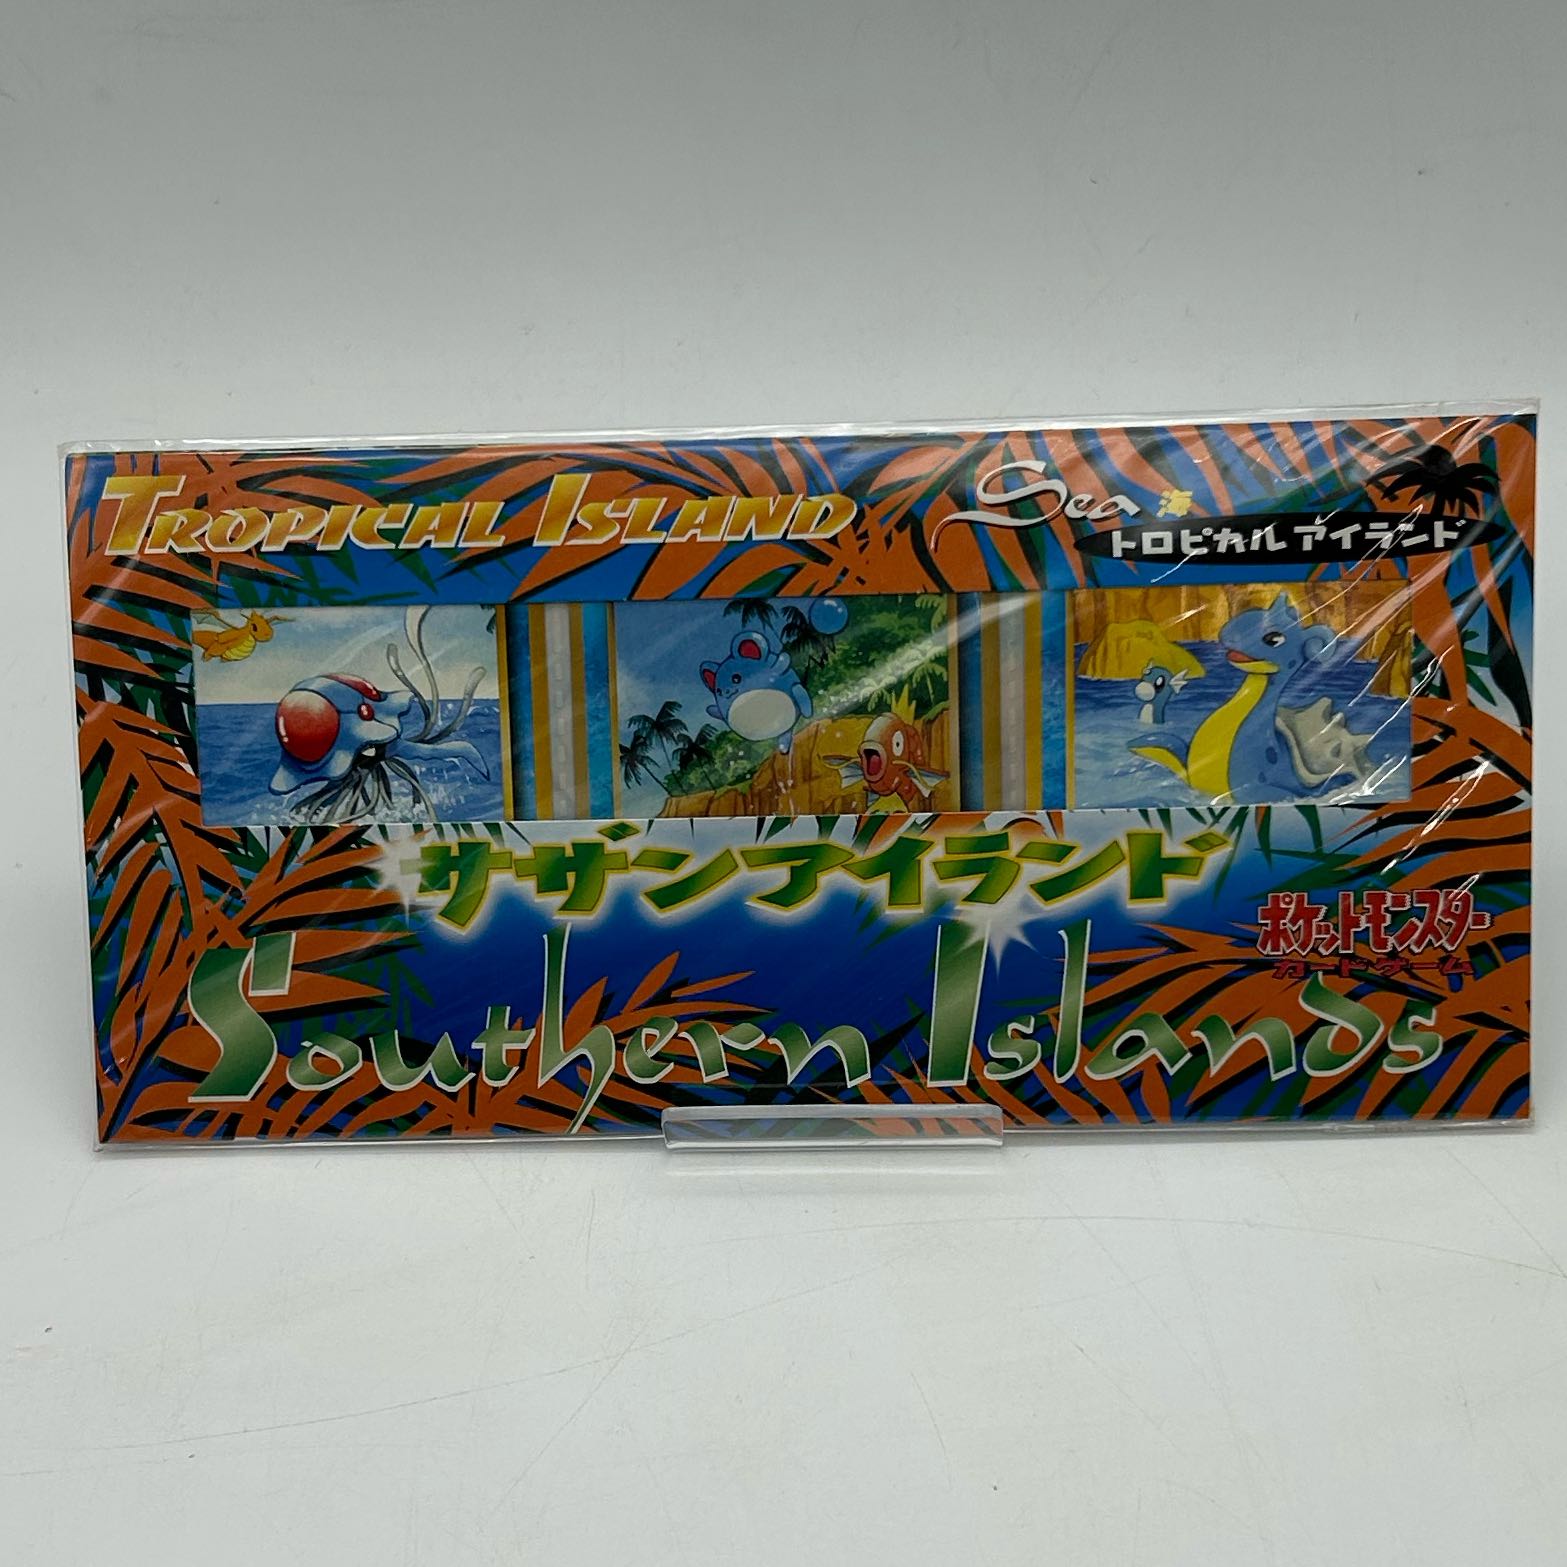 TROPICAL ISLAND
Sea 海
トロピカル アイランド
サザンアイランド
ポケットモンスター
カードゲーム
Southern Islands